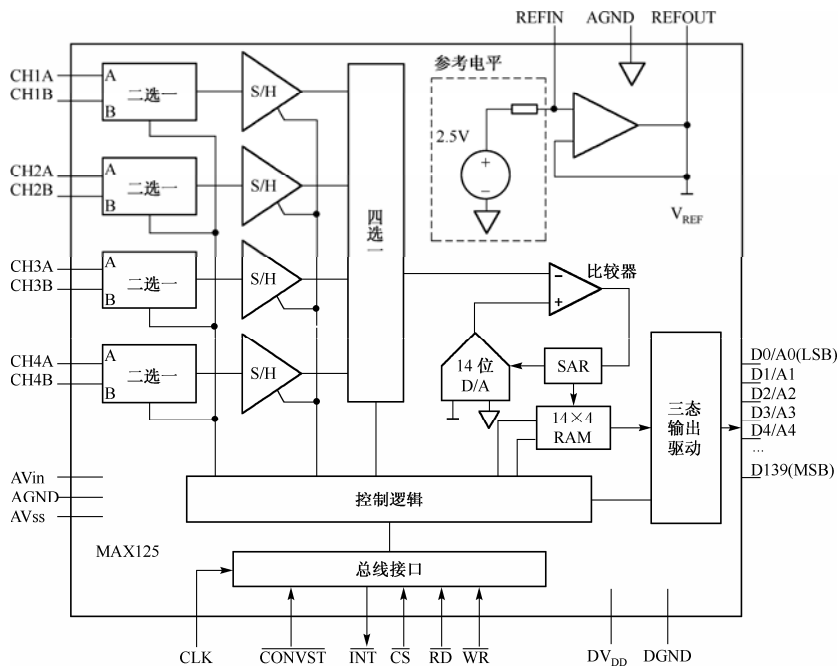 REFIN AGND REFOUT
CH1A
CH1B
A
B
二选一
S/H
CH2A
CH2B
A
B
二选一
S/H
CH3A
CH3B
A
B
二选一
S/H
CH4A
CH4B
A
B
二选一
S/H
四选一
参考电平
2.5V
+
−
VREF
比较器
−
+
14 位
D/A
SAR
14×4
RAM
三态
输出
驱动
D0/A0(LSB)
D1/A1
D2/A2
D3/A3
D4/A4
...
D139(MSB)
AVin
AGND
AVss
控制逻辑
MAX125
总线接口
CLK CONVST INT CS RD WR DVDD DGND